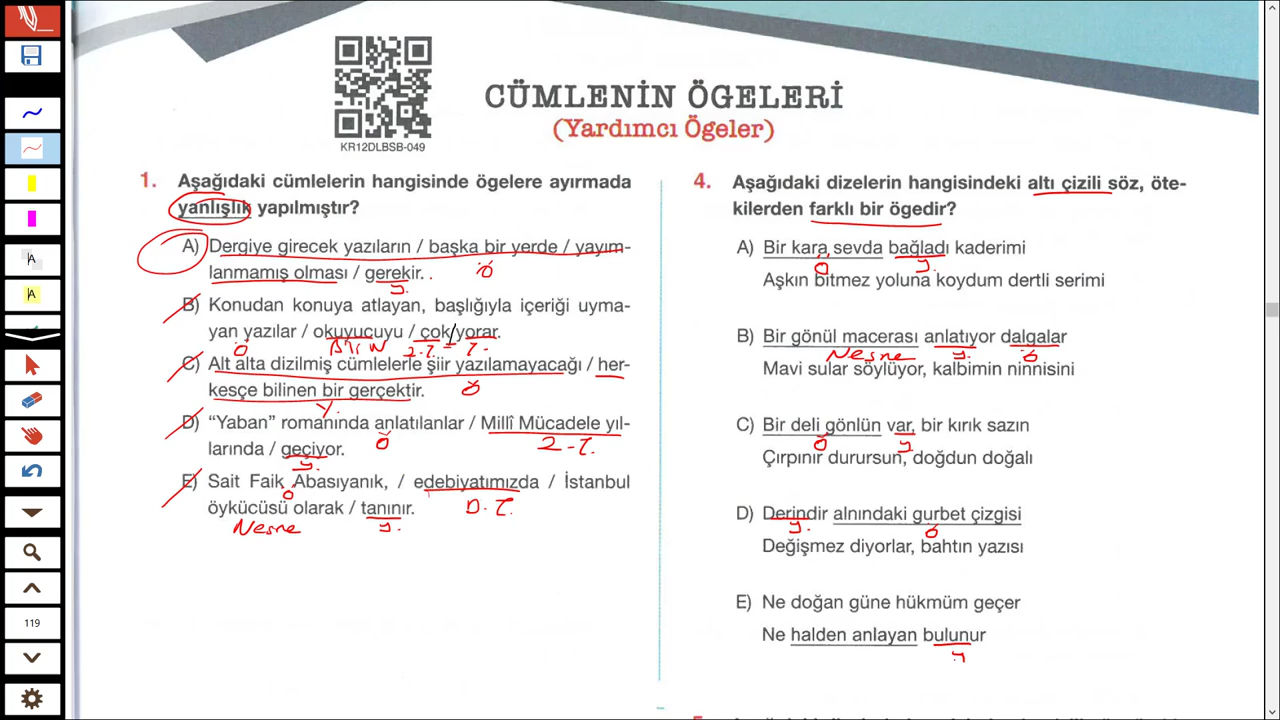 KR12DLBSB-049
CÜMLENİN ÖGELERİ
(Yardımcı Ögeler)
1. Aşağıdaki cümlelerin hangisinde ögelere ayırmada
yanlışlık yapılmıştır?
A) Dergiye girecek yazıların / başka bir yerde / yayım-
lanmamış olması / gerekir.
Ö
y.
B) Konudan konuya atlayan, başlığıyla içeriği uyma-
yan yazılar / okuyucuyu / çok/yorar.
Ö
Z.T.
C) Alt alta dizilmiş cümlelerle şiir yazılamayacağı / her-
kesçe bilinen bir gerçektir.
Ö
Y.
D) “Yaban” romanında anlatılanlar / Millî Mücadele yıl-
larında / geçiyor.
Ö
Z.T.
y.
E) Sait Faik Abasıyanık, / edebiyatımızda / İstanbul
öykücüsü olarak / tanınır.
Ö
D.T.
Nesne
y.
4. Aşağıdaki dizelerin hangisindeki altı çizili söz, öte-
kilerden farklı bir ögedir?
A) Bir kara sevda bağladı kaderimi
Ö
y.
Aşkın bitmez yoluna koydum dertli serimi
B) Bir gönül macerası anlatıyor dalgalar
Nesne
y.
Ö
Mavi sular söylüyor, kalbimin ninnisini
C) Bir deli gönlün var, bir kırık sazın
Ö
y
Çırpınır durursun, doğdun doğalı
D) Derindir alnındaki gurbet çizgisi
y.
Ö
Değişmez diyorlar, bahtın yazısı
E) Ne doğan güne hükmüm geçer
Ne halden anlayan bulunur
y.
A
A
119